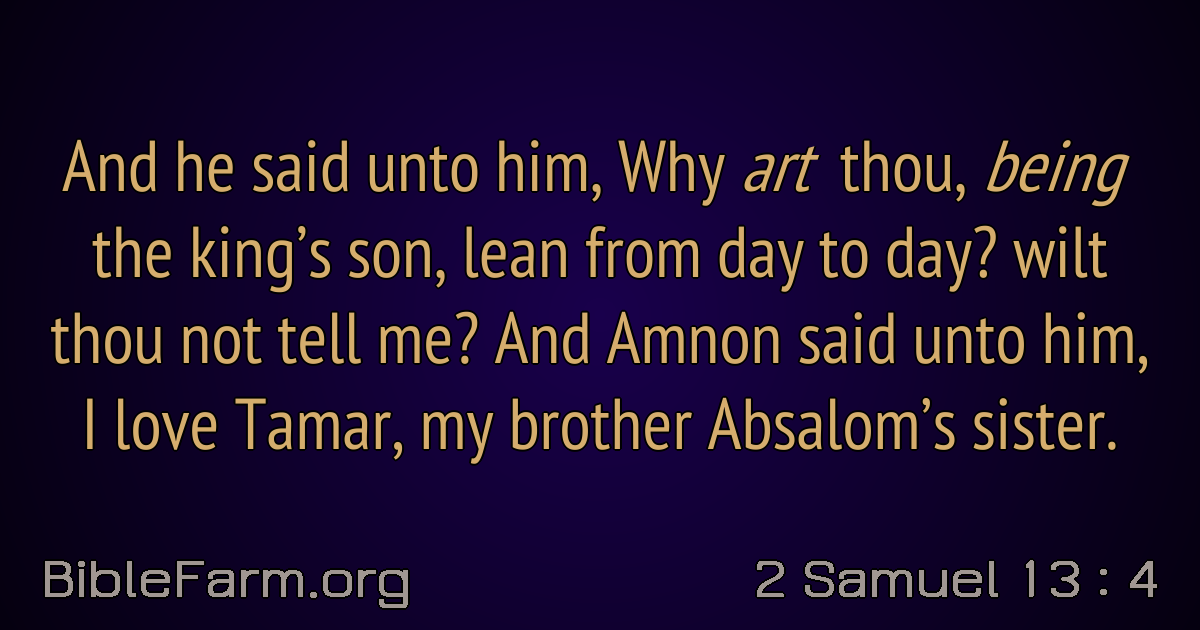 And he said unto him, Why art thou, being
the king’s son, lean from day to day? wilt
thou not tell me? And Amnon said unto him,
I love Tamar, my brother Absalom’s sister.
BibleFarm.org
2 Samuel 13 : 4